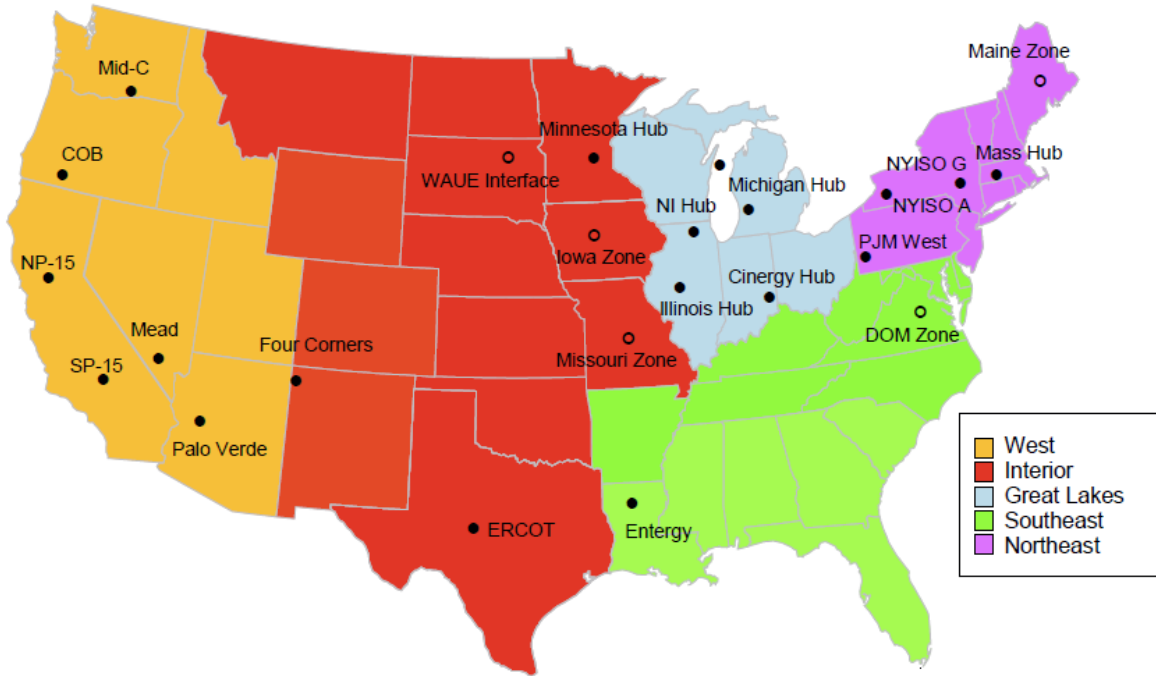 Maine Zone
Mid-C
Minnesota Hub
COB
NYISO G
Mass Hub
WAUE Interface
Michigan Hub
NYISO A
NI Hub
PJM West
NP-15
Iowa Zone
Cinergy Hub
Illinois Hub
Mead
Four Corners
DOM Zone
SP-15
Missouri Zone
Palo Verde
ERCOT
Entergy
West
Interior
Great Lakes
Southeast
Northeast